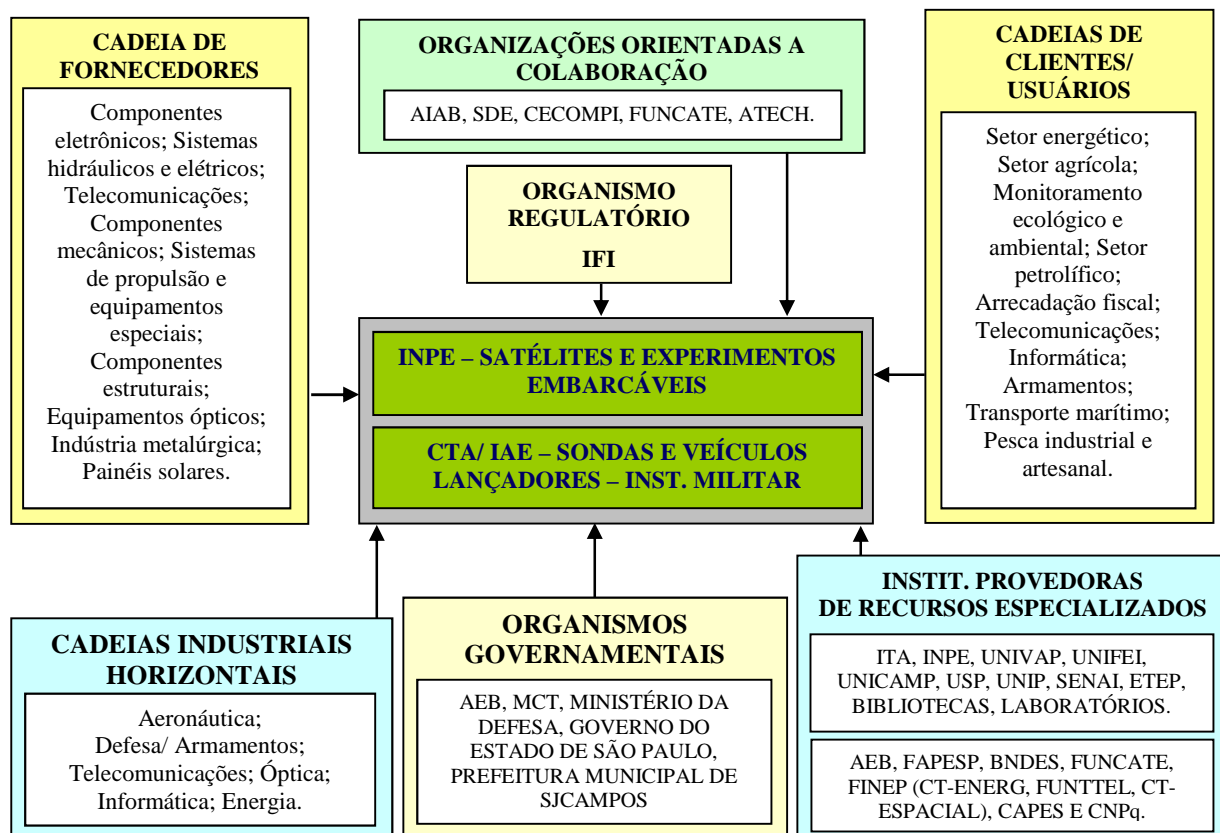 CADEIA DE
FORNECEDORES
Componentes
eletrônicos; Sistemas
hidráulicos e elétricos;
Telecomunicações;
Componentes
mecânicos; Sistemas
de propulsão e
equipamentos
especiais;
Componentes
estruturais;
Equipamentos ópticos;
Indústria metalúrgica;
Painéis solares.
ORGANIZAÇÕES ORIENTADAS A
COLABORAÇÃO
AIAB, SDE, CECOMPI, FUNCATE, ATECH.
CADEIAS DE
CLIENTES/
USUÁRIOS
Setor energético;
Setor agrícola;
Monitoramento
ecológico e
ambiental; Setor
petrolífico;
Arrecadação fiscal;
Telecomunicações;
Informática;
Armamentos;
Transporte marítimo;
Pesca industrial e
artesanal.
ORGANISMO
REGULATÓRIO
IFI
INPE – SATÉLITES E EXPERIMENTOS
EMBARCÁVEIS
CTA/ IAE – SONDAS E VEÍCULOS
LANÇADORES – INST. MILITAR
CADEIAS INDUSTRIAIS
HORIZONTAIS
Aeronáutica;
Defesa/ Armamentos;
Telecomunicações; Óptica;
Informática; Energia.
ORGANISMOS
GOVERNAMENTAIS
AEB, MCT, MINISTÉRIO DA
DEFESA, GOVERNO DO
ESTADO DE SÃO PAULO,
PREFEITURA MUNICIPAL DE
SJCAMPOS
INSTIT. PROVEDORAS
DE RECURSOS ESPECIALIZADOS
ITA, INPE, UNIVAP, UNIFEI,
UNICAMP, USP, UNIP, SENAI, ETEP,
BIBLIOTECAS, LABORATÓRIOS.
AEB, FAPESP, BNDES, FUNCATE,
FINEP (CT-ENERG, FUNTTEL, CT-
ESPACIAL), CAPES E CNPq.